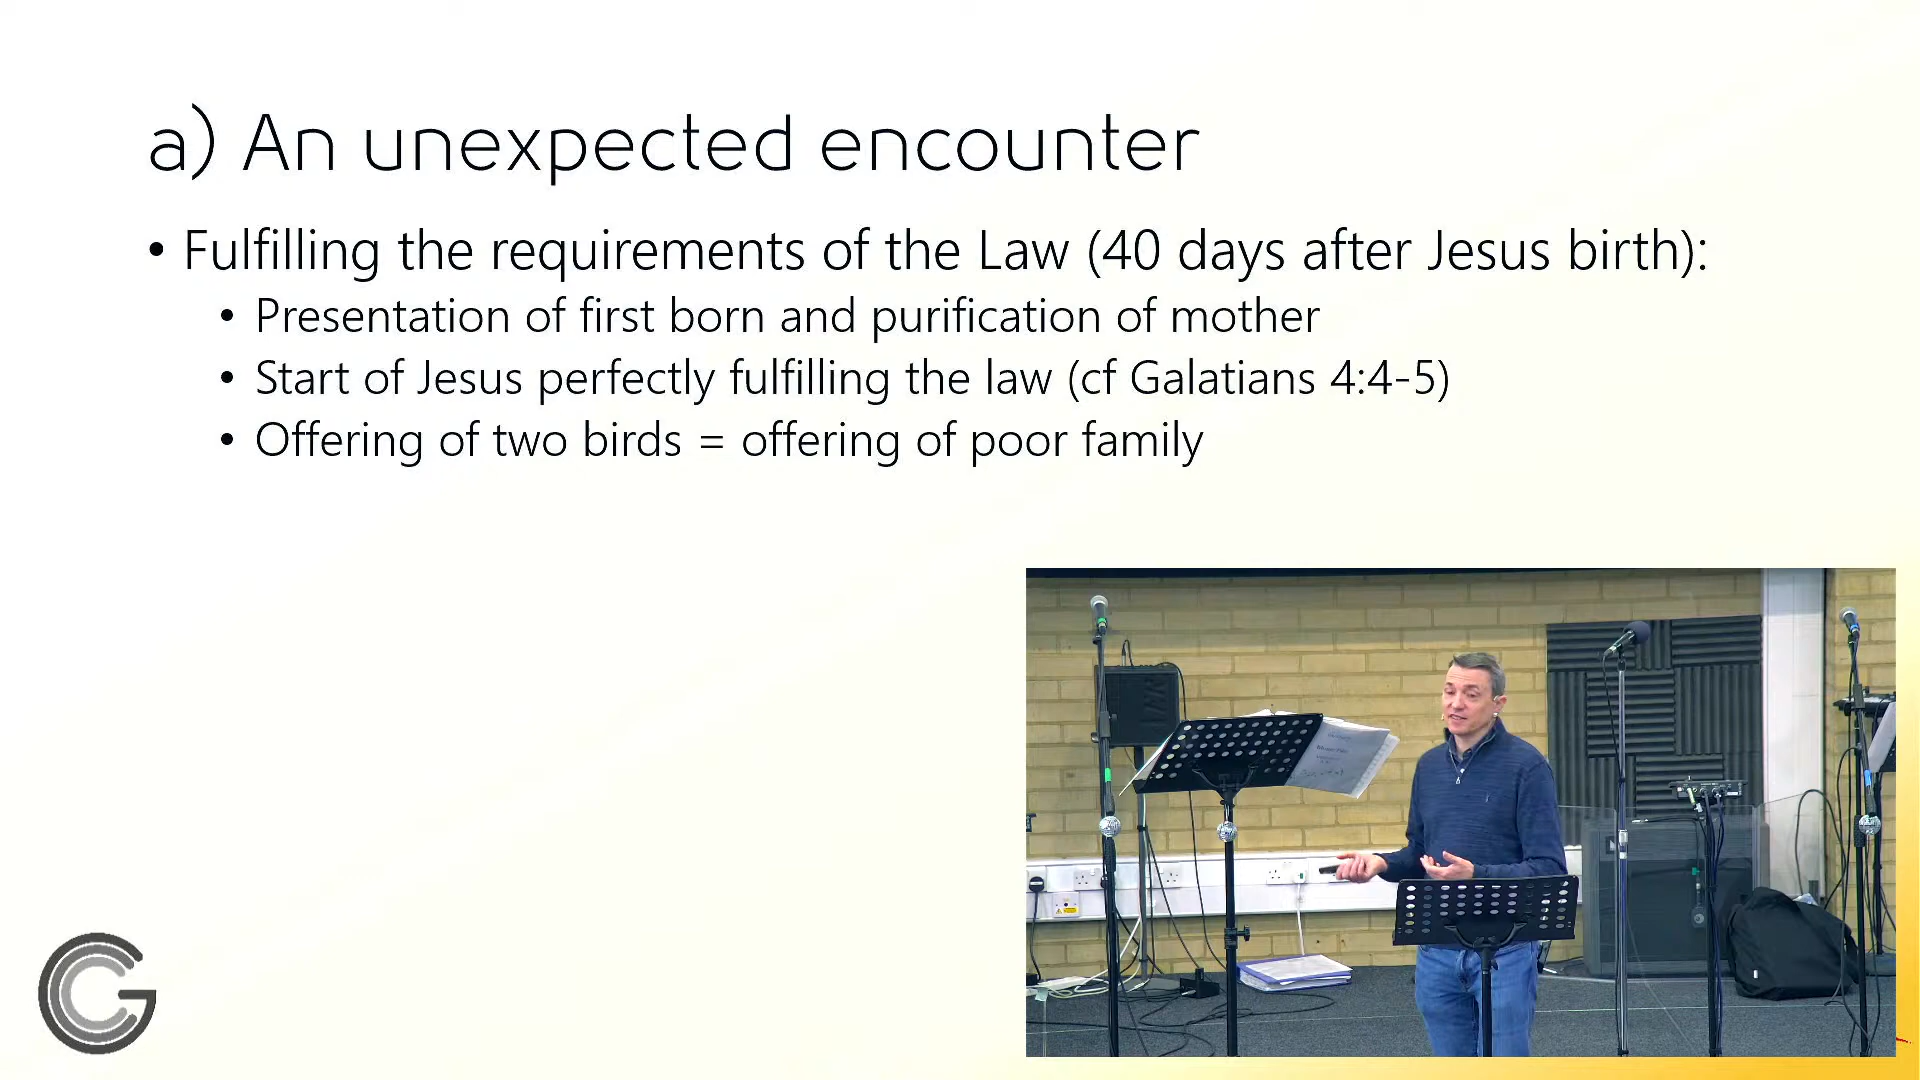 a) An unexpected encounter
• Fulfilling the requirements of the Law (40 days after Jesus birth):
• Presentation of first born and purification of mother
• Start of Jesus perfectly fulfilling the law (cf Galatians 4:4-5)
• Offering of two birds = offering of poor family